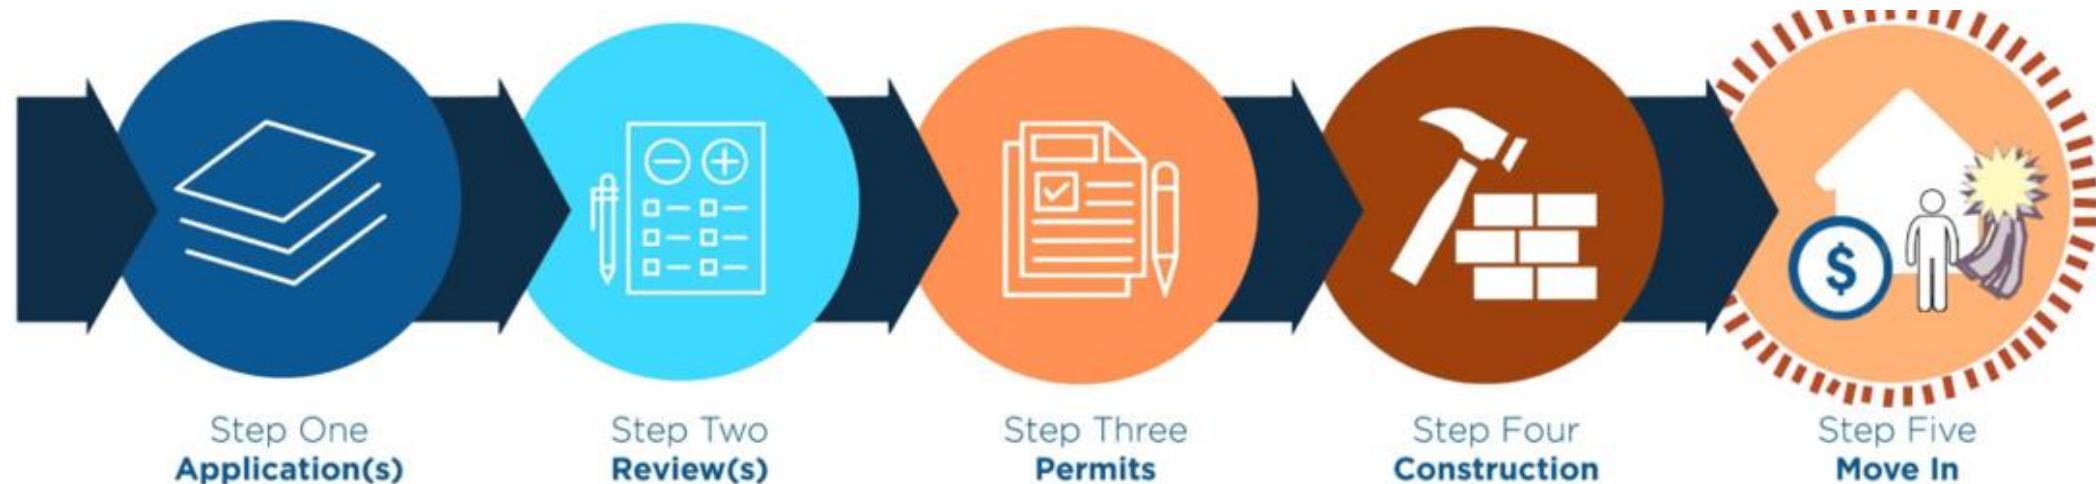 $
Step One
Application(s)
Step Two
Review(s)
Step Three
Permits
Step Four
Construction
Step Five
Move In